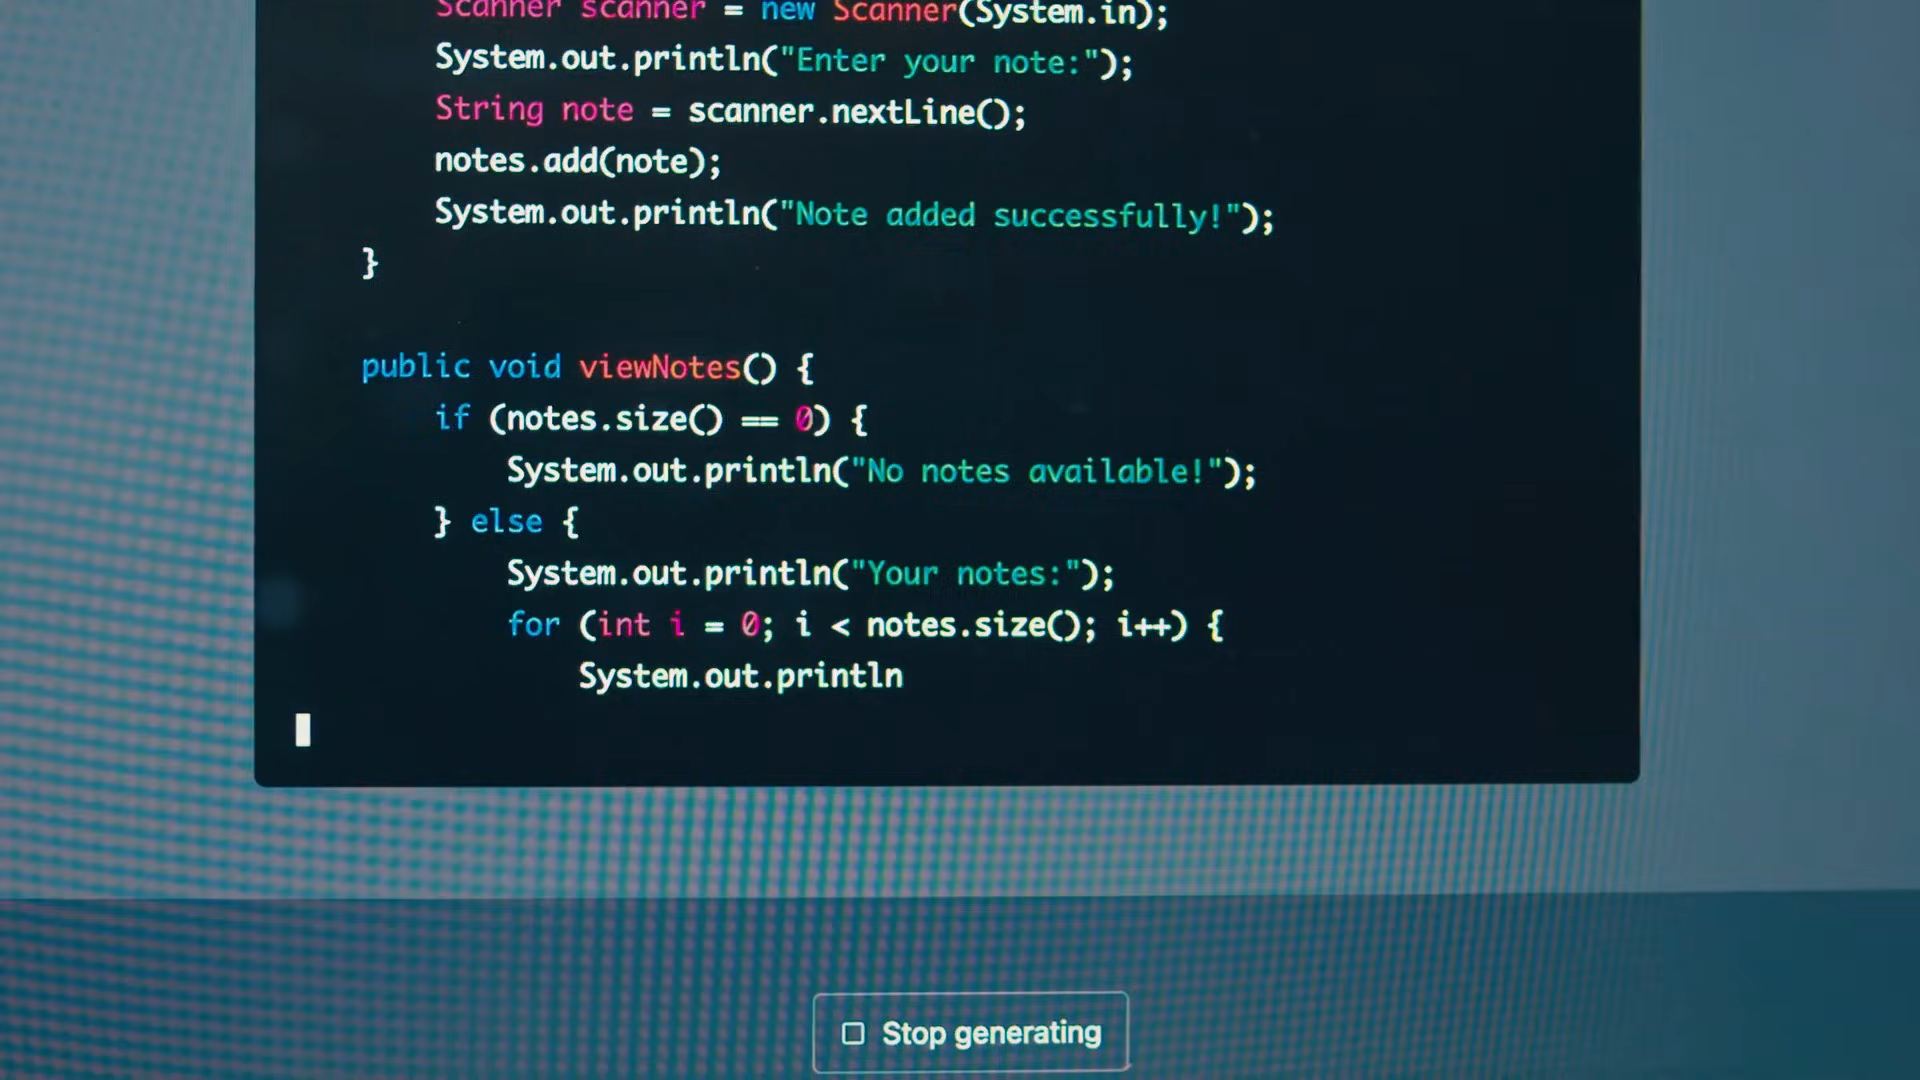 Scanner scanner = new Scanner(System.in);
System.out.println("Enter your note:");
String note = scanner.nextLine();
notes.add(note);
System.out.println("Note added successfully!");
}
public void viewNotes() {
if (notes.size() == 0) {
System.out.println("No notes available!");
} else {
System.out.println("Your notes:");
for (int i = 0; i < notes.size(); i++) {
System.out.println
Stop generating